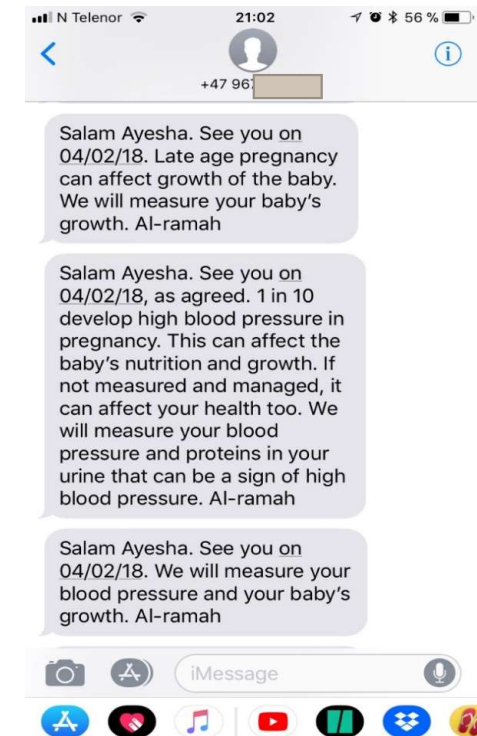 N Telenor 21:02 56 %
+47 96
Salam Ayesha. See you on
04/02/18. Late age pregnancy
can affect growth of the baby.
We will measure your baby's
growth. Al-ramah
Salam Ayesha. See you on
04/02/18, as agreed. 1 in 10
develop high blood pressure in
pregnancy. This can affect the
baby's nutrition and growth. If
not measured and managed, it
can affect your health too. We
will measure your blood
pressure and proteins in your
urine that can be a sign of high
blood pressure. Al-ramah
Salam Ayesha. See you on
04/02/18. We will measure your
blood pressure and your baby's
growth. Al-ramah
iMessage